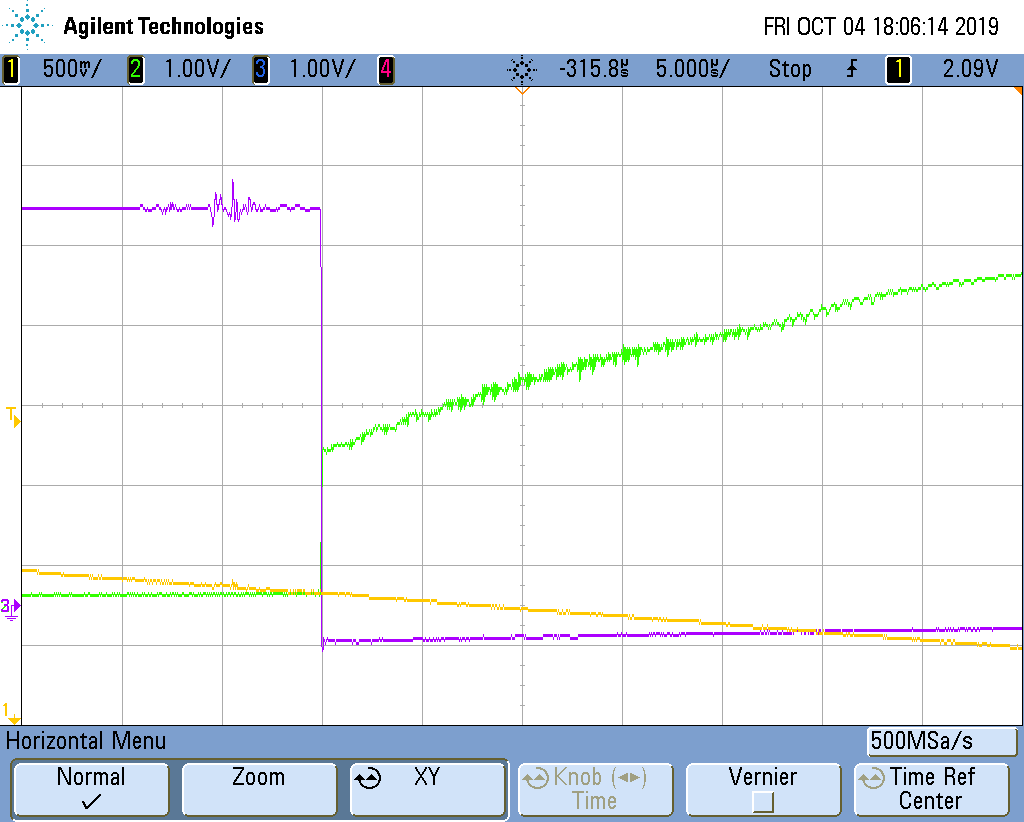 Agilent Technologies
FRI OCT 04 18:06:14 2019
1 500mV/ 2 1.00V/ 3 1.00V/ 4 -315.8µs 5.000µs/ Stop 1 2.09V
T
3
1
Horizontal Menu
500MSa/s
Normal
Zoom
XY
Knob (◄►)
Time
Vernier
Time Ref
Center